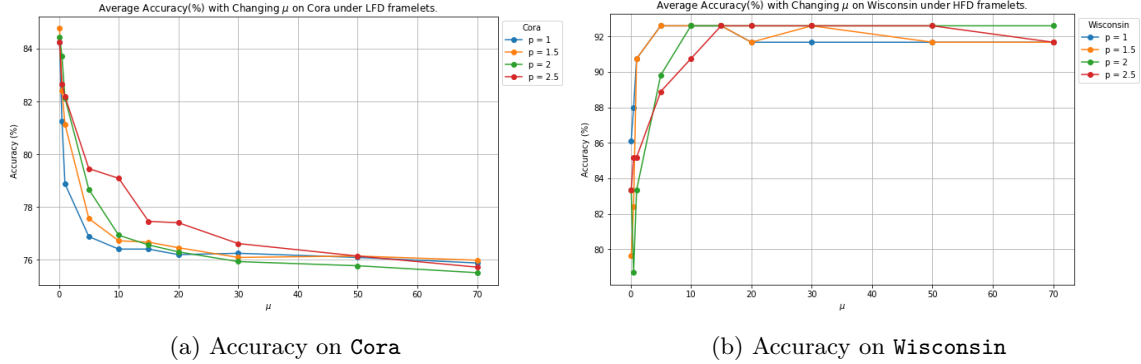 Average Accuracy(%) with Changing μ on Cora under LFD framelets.
Cora
p = 1
p = 1.5
p = 2
p = 2.5
84
82
80
78
76
Accuracy (%)
0 10 20 30 40 50 60 70
μ
(a) Accuracy on Cora
Average Accuracy(%) with Changing μ on Wisconsin under HFD framelets.
Wisconsin
p = 1
p = 1.5
p = 2
p = 2.5
92
90
88
86
84
82
80
Accuracy (%)
0 10 20 30 40 50 60 70
μ
(b) Accuracy on Wisconsin